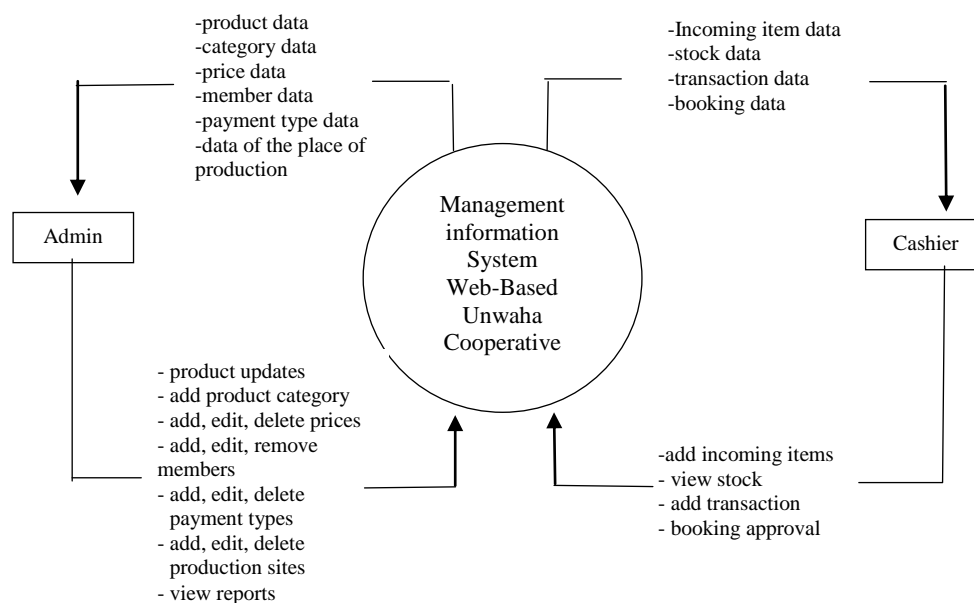 -product data
-category data
-price data
-member data
-payment type data
-data of the place of
production
-Incoming item data
-stock data
-transaction data
-booking data
Admin
Management
information
System
Web-Based
Unwaha
Cooperative
Cashier
- product updates
- add product category
- add, edit, delete prices
- add, edit, remove
members
- add, edit, delete
payment types
- add, edit, delete
production sites
- view reports
-add incoming items
- view stock
- add transaction
- booking approval